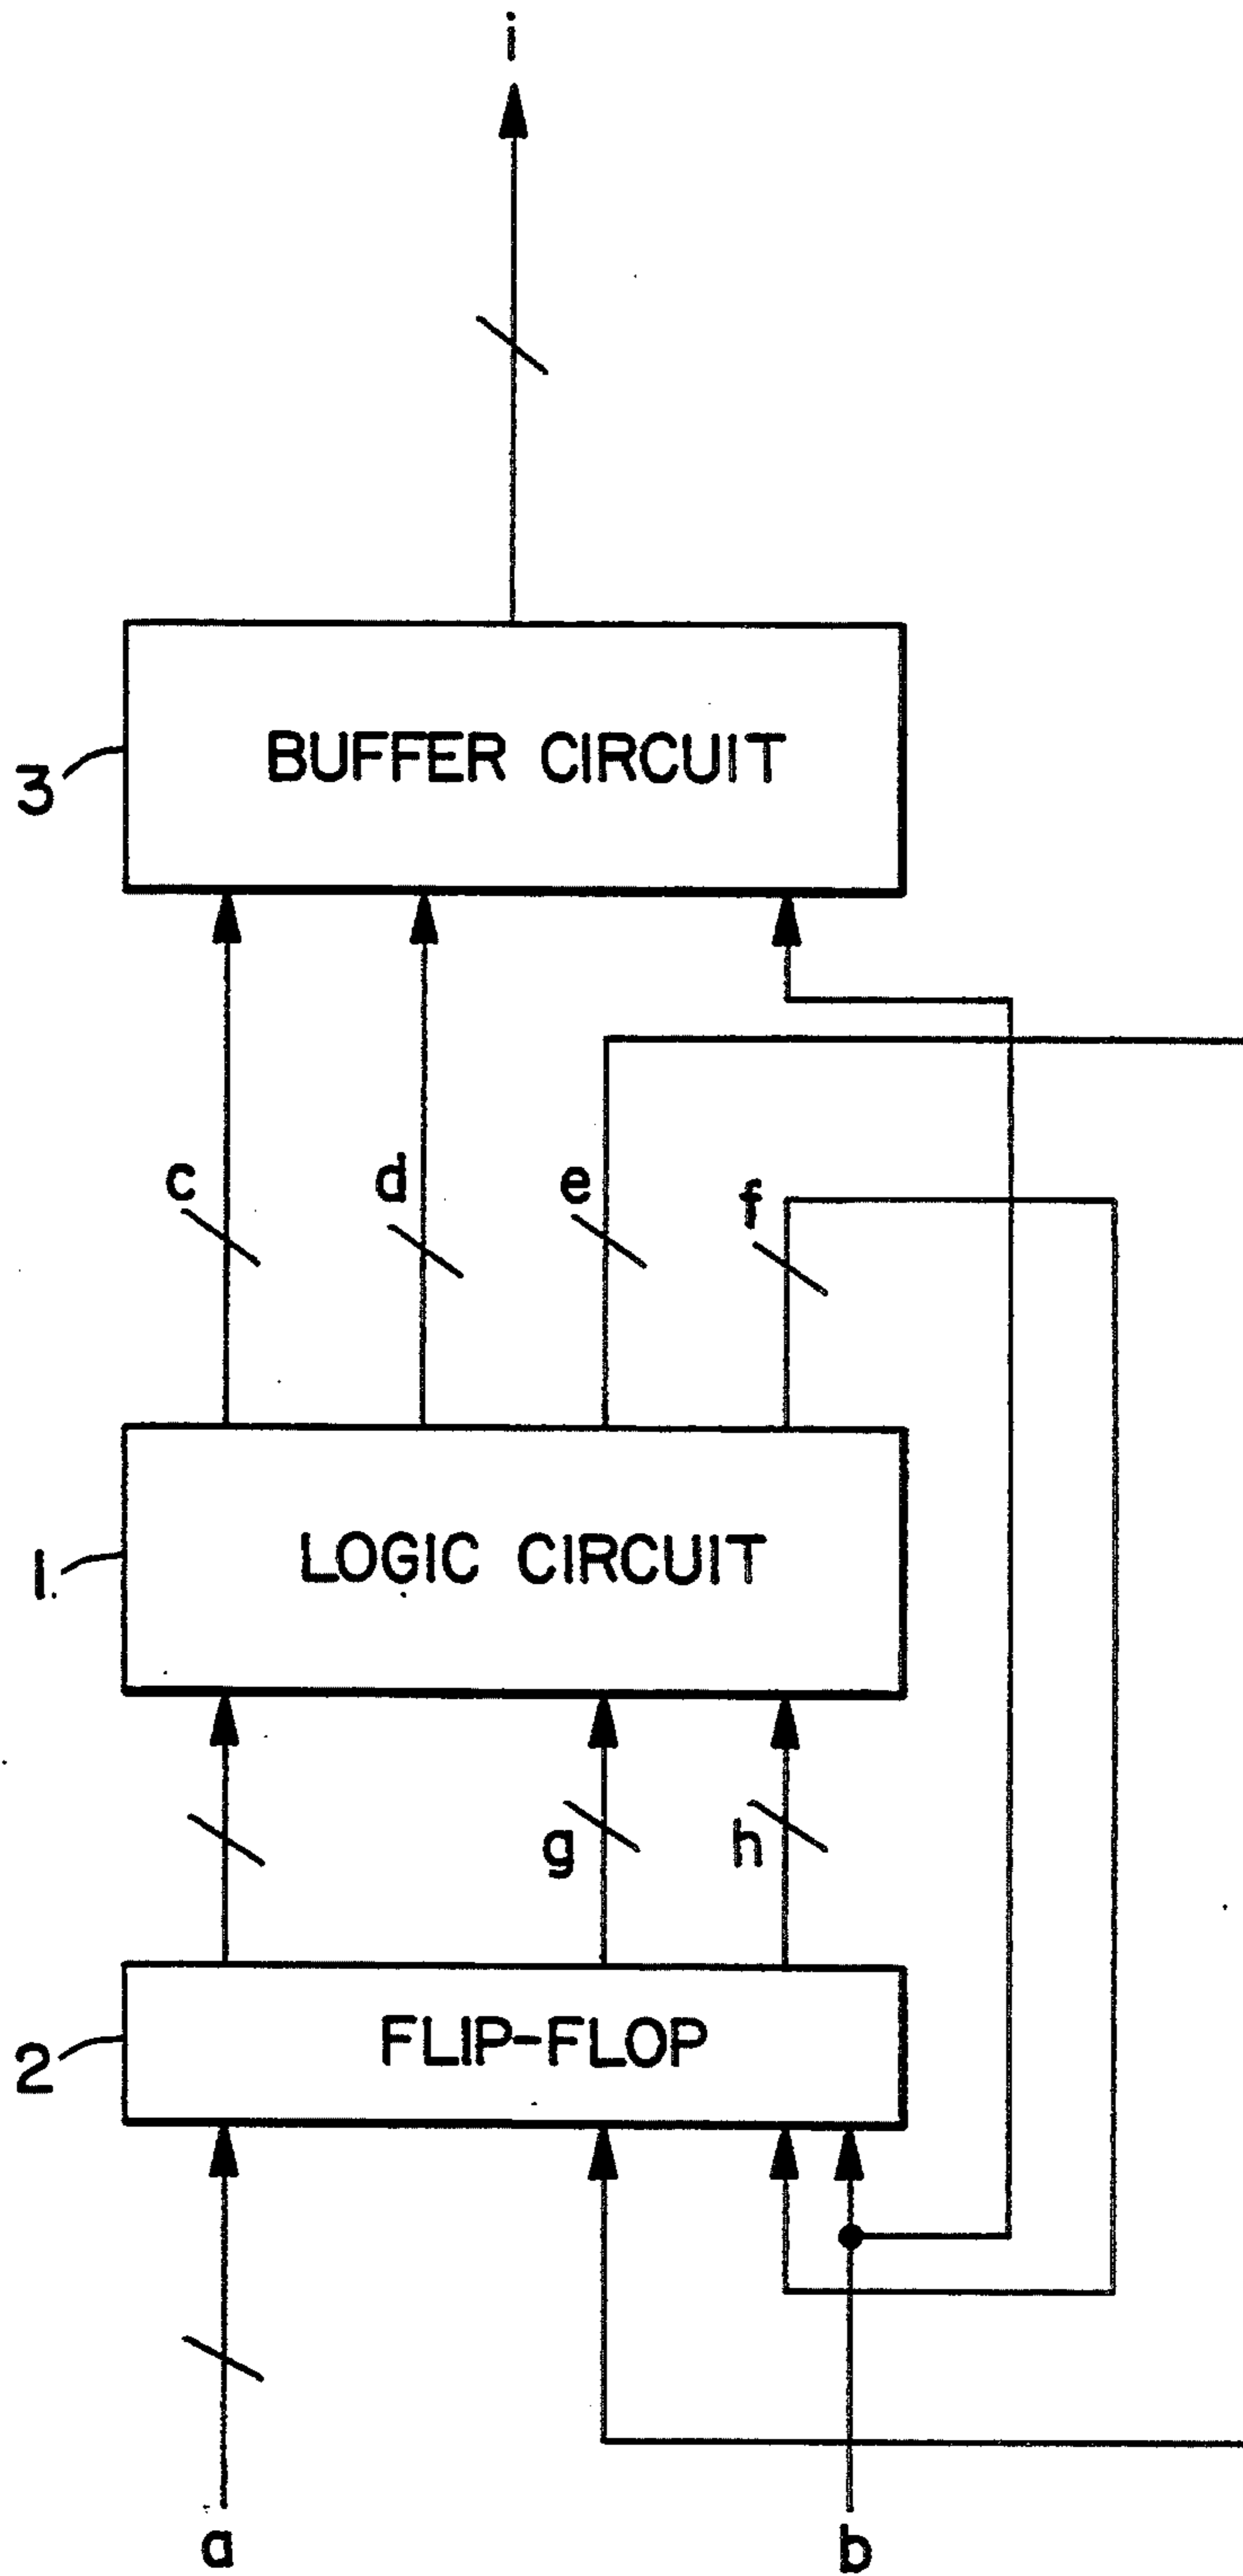 i
BUFFER CIRCUIT
3
c
d
e
f
LOGIC CIRCUIT
1
g
h
FLIP-FLOP
2
a
b